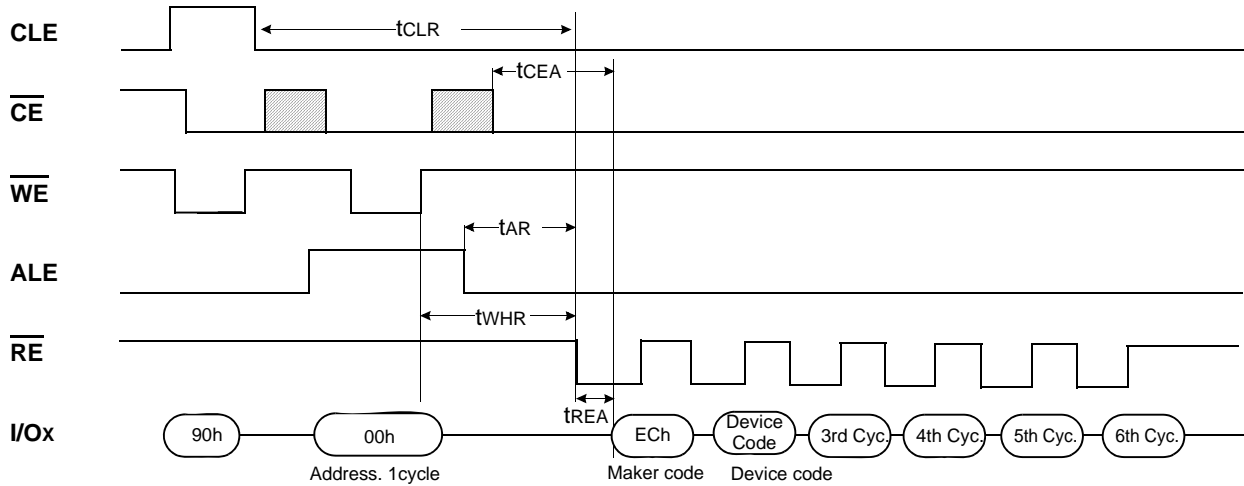 CLE
tCLR
tCEA
CE
WE
tAR
ALE
tWHR
RE
tREA
I/Ox
90h
00h
ECh
Device
Code
3rd Cyc.
4th Cyc.
5th Cyc.
6th Cyc.
Address. 1cycle
Maker code
Device code